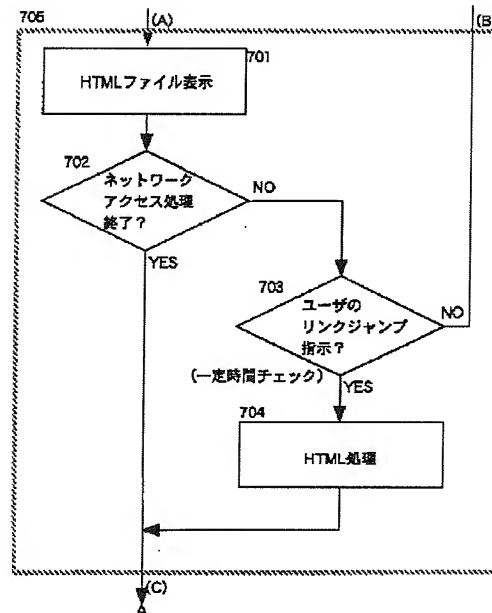 705
(A)
(B)
701
HTMLファイル表示
702
ネットワーク
アクセス処理
終了？
NO
YES
703
ユーザの
リンクジャンプ
指示？
NO
(一定時間チェック)
YES
704
HTML処理
(C)